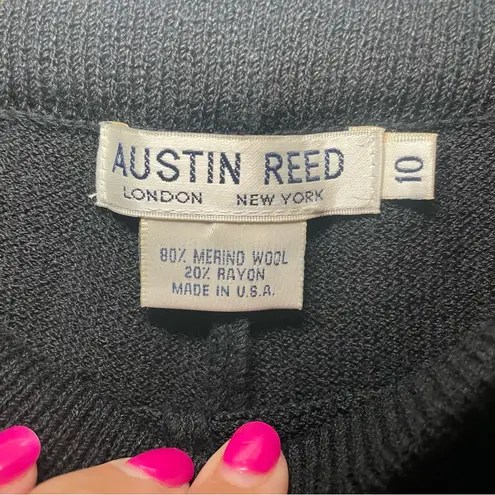 AUSTIN REED
LONDON NEW YORK
10
80% MERINO WOOL
20% RAYON
MADE IN U.S.A.